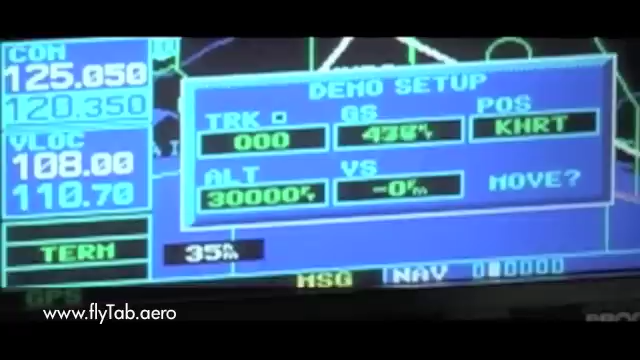 COM
125.050
120.350
VLOC
108.00
110.70
TERM
GPS
DEMO SETUP
TRK GS POS
000 KHRT
ALT VS
30000 -0 MOVE?
35
MSG NAV
www.flyTab.aero